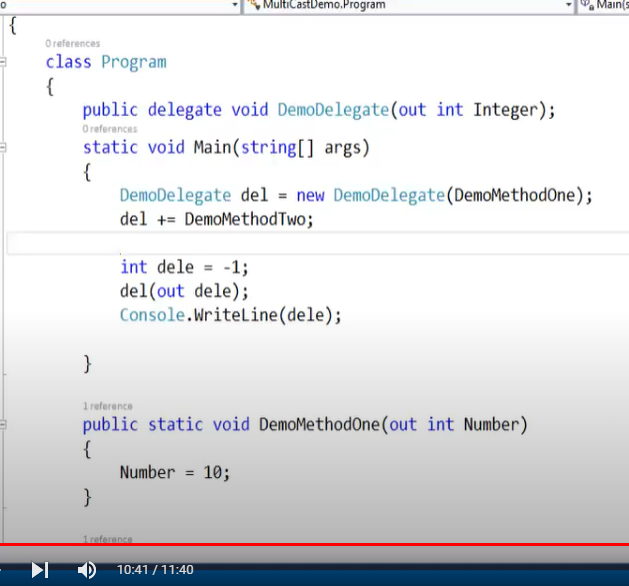 o MultiCastDemo.Program Main(s
{
0 references
class Program
{
public delegate void DemoDelegate(out int Integer);
0 references
static void Main(string[] args)
{
DemoDelegate del = new DemoDelegate(DemoMethodOne);
del += DemoMethodTwo;
int dele = -1;
del(out dele);
Console.WriteLine(dele);
}
1 reference
public static void DemoMethodOne(out int Number)
{
Number = 10;
}
1 reference
10:41 / 11:40